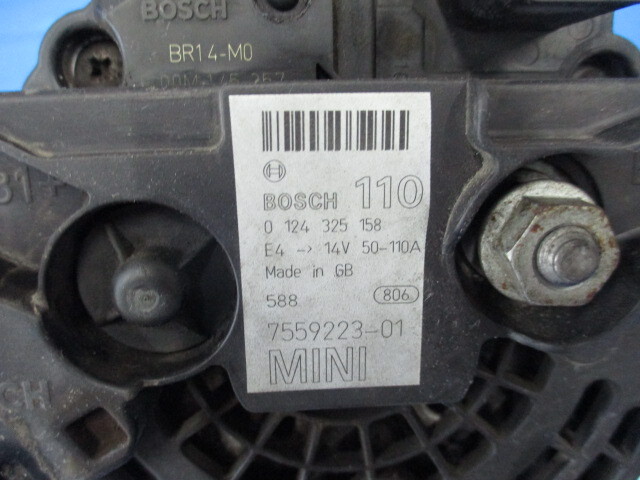 BOSCH
BR14-M0
BOSCH 110
0 124 325 158
E4 -> 14V 50-110A
Made in GB
588 806
7559223-01
MINI